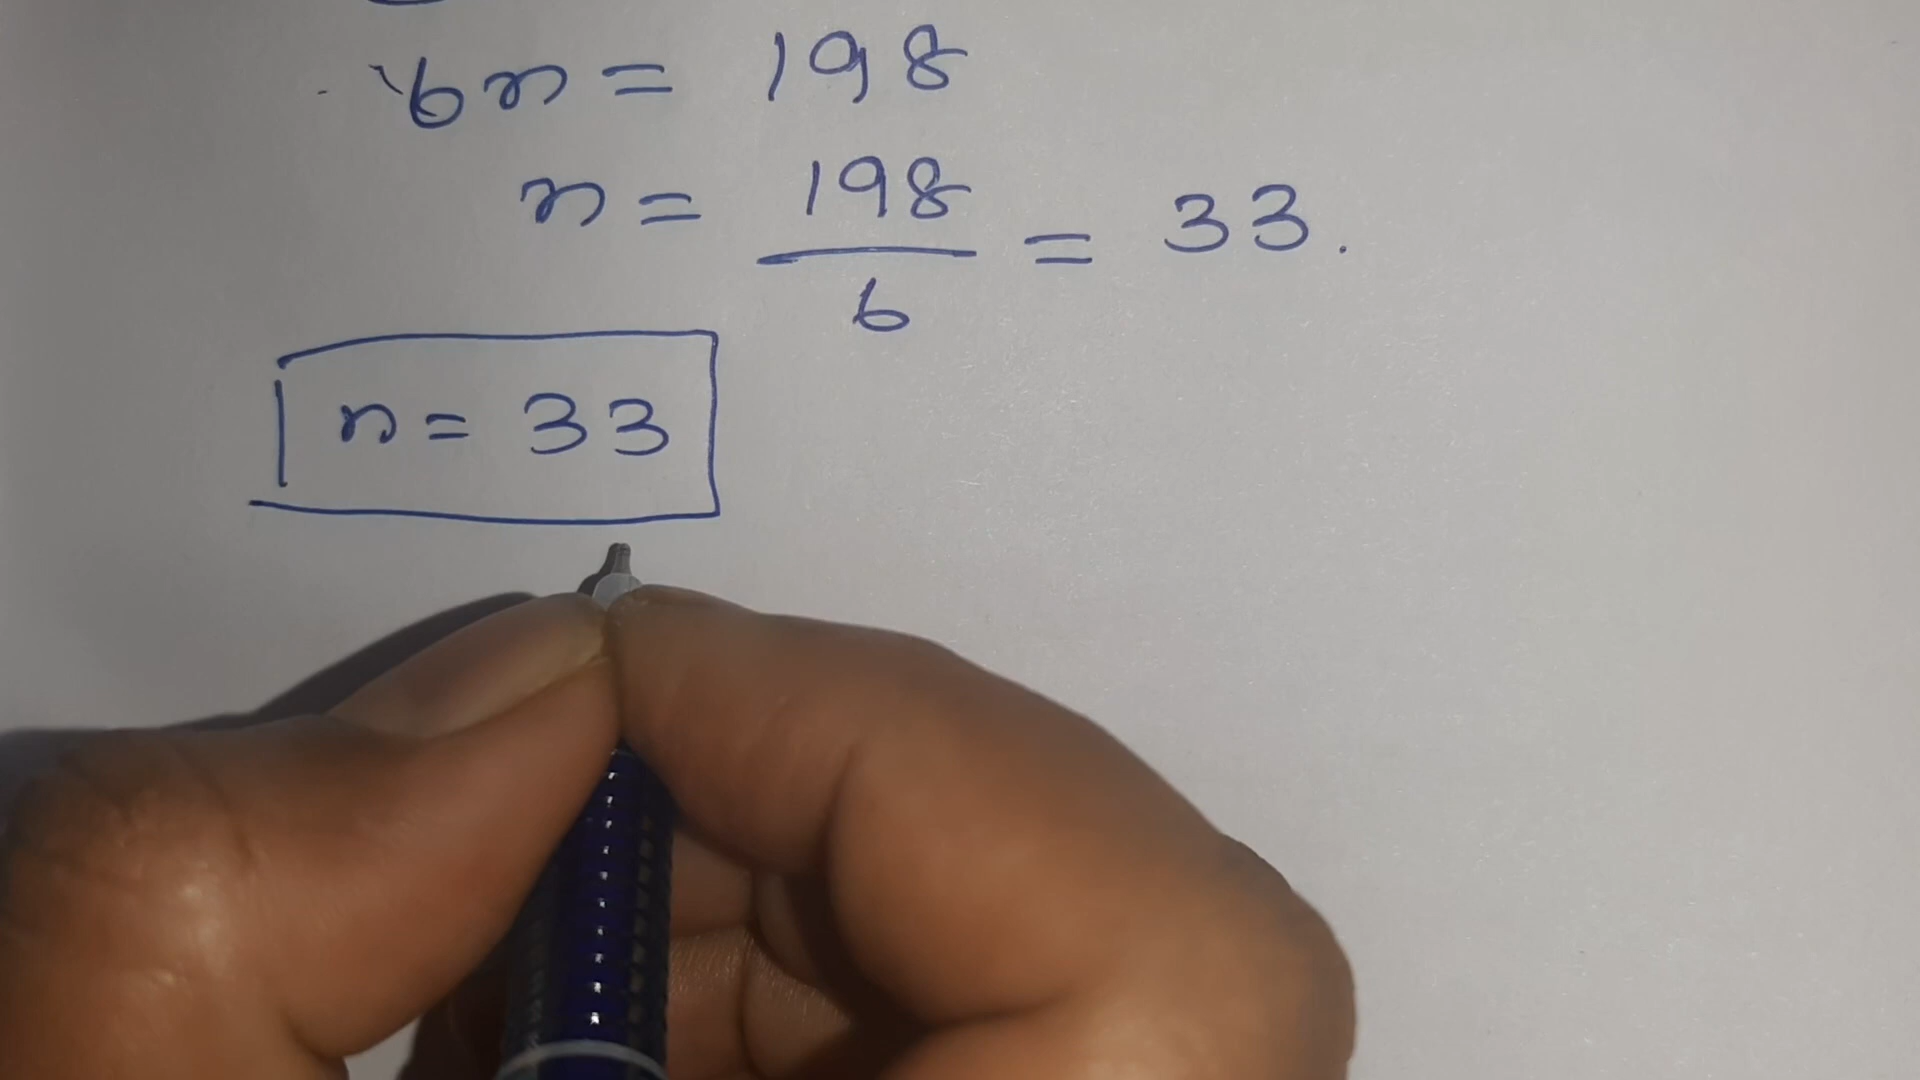 6n = 198
n = 198/6 = 33.
n = 33